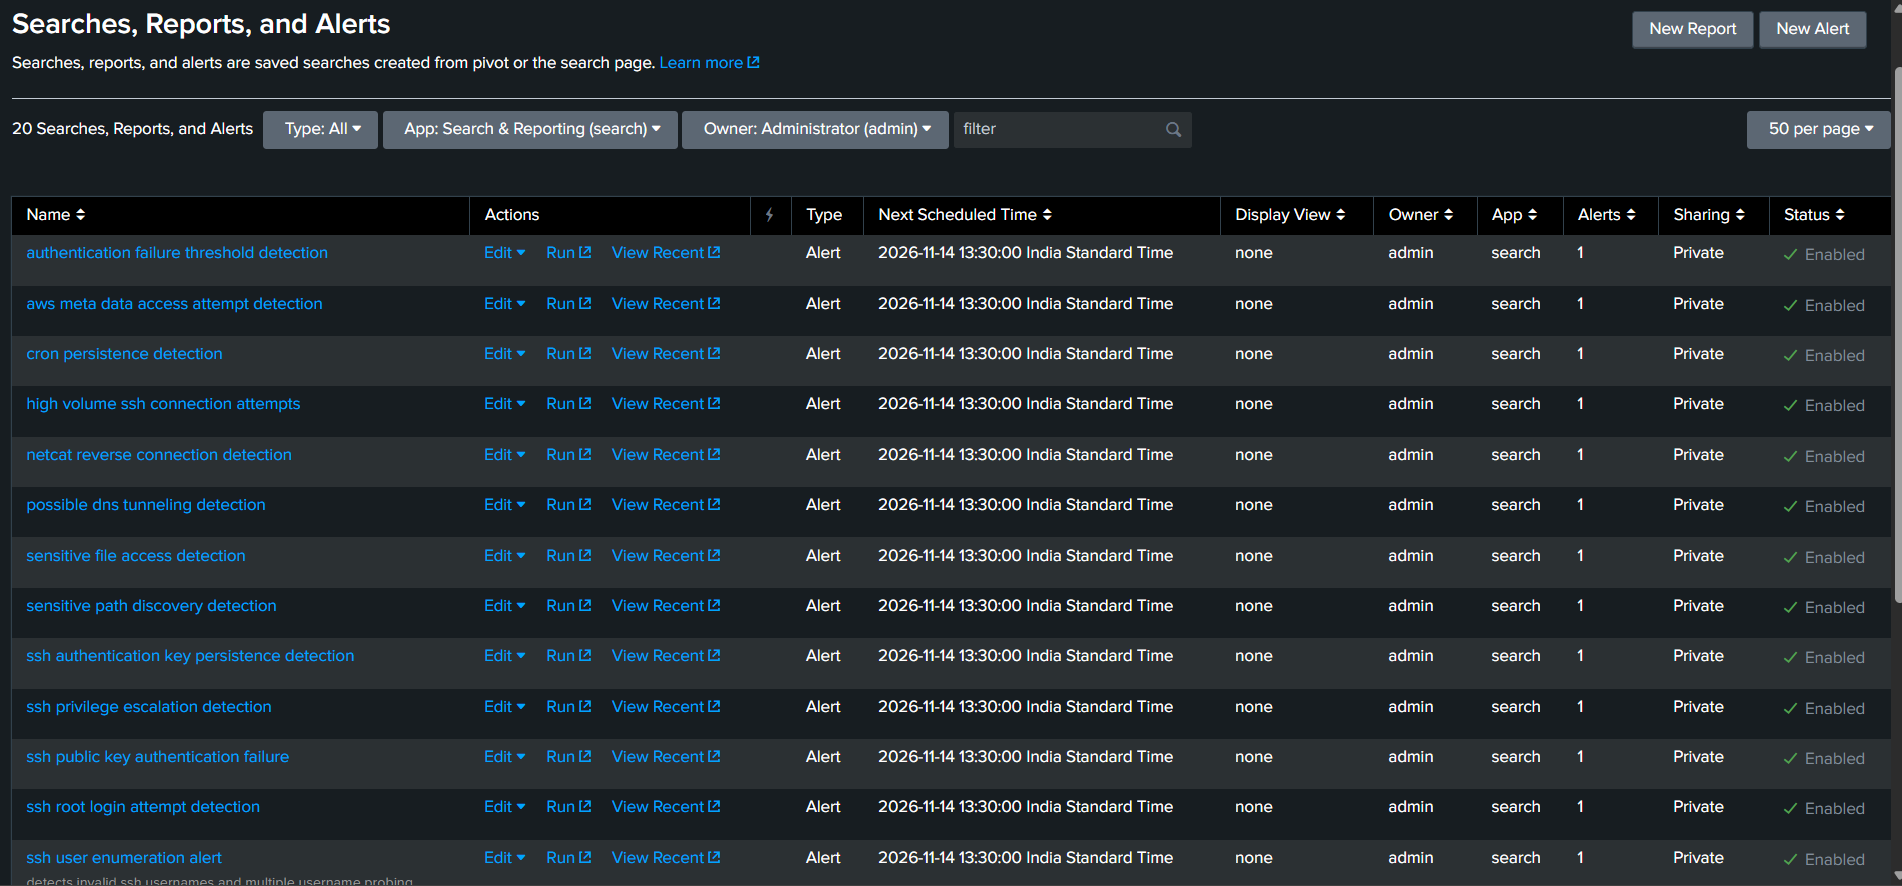 Searches, Reports, and Alerts
New Report New Alert
Searches, reports, and alerts are saved searches created from pivot or the search page. Learn more
20 Searches, Reports, and Alerts Type: All App: Search & Reporting (search) Owner: Administrator (admin) filter 50 per page
Name Actions Type Next Scheduled Time Display View Owner App Alerts Sharing Status
authentication failure threshold detection Edit Run View Recent Alert 2026-11-14 13:30:00 India Standard Time none admin search 1 Private Enabled
aws meta data access attempt detection Edit Run View Recent Alert 2026-11-14 13:30:00 India Standard Time none admin search 1 Private Enabled
cron persistence detection Edit Run View Recent Alert 2026-11-14 13:30:00 India Standard Time none admin search 1 Private Enabled
high volume ssh connection attempts Edit Run View Recent Alert 2026-11-14 13:30:00 India Standard Time none admin search 1 Private Enabled
netcat reverse connection detection Edit Run View Recent Alert 2026-11-14 13:30:00 India Standard Time none admin search 1 Private Enabled
possible dns tunneling detection Edit Run View Recent Alert 2026-11-14 13:30:00 India Standard Time none admin search 1 Private Enabled
sensitive file access detection Edit Run View Recent Alert 2026-11-14 13:30:00 India Standard Time none admin search 1 Private Enabled
sensitive path discovery detection Edit Run View Recent Alert 2026-11-14 13:30:00 India Standard Time none admin search 1 Private Enabled
ssh authentication key persistence detection Edit Run View Recent Alert 2026-11-14 13:30:00 India Standard Time none admin search 1 Private Enabled
ssh privilege escalation detection Edit Run View Recent Alert 2026-11-14 13:30:00 India Standard Time none admin search 1 Private Enabled
ssh public key authentication failure Edit Run View Recent Alert 2026-11-14 13:30:00 India Standard Time none admin search 1 Private Enabled
ssh root login attempt detection Edit Run View Recent Alert 2026-11-14 13:30:00 India Standard Time none admin search 1 Private Enabled
ssh user enumeration alert Edit Run View Recent Alert 2026-11-14 13:30:00 India Standard Time none admin search 1 Private Enabled
detects invalid ssh usernames and multiple username probing